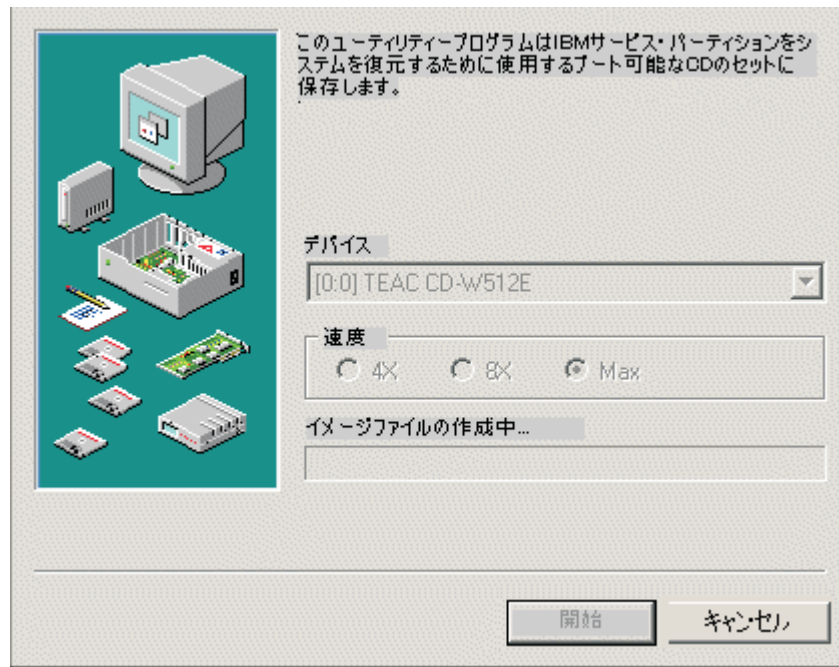 このユーティリティープログラムはIBMサービス・パーティションをシ
ステムを復元するために使用するブート可能なCDのセットに
保存します。
デバイス
[0:0] TEAC CD-W512E
速度
4X 8X Max
イメージファイルの作成中...
開始 キャンセル